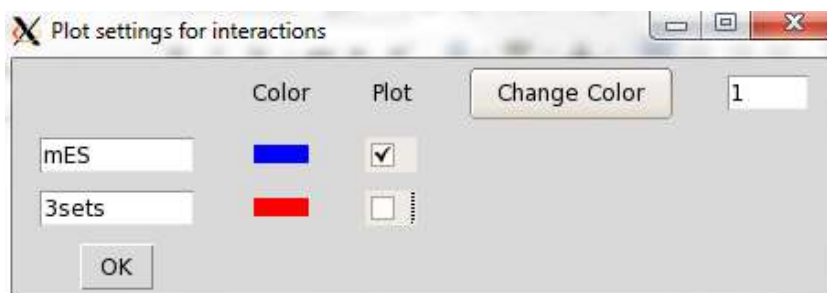 Plot settings for interactions
Color Plot Change Color 1
mES
3sets
OK